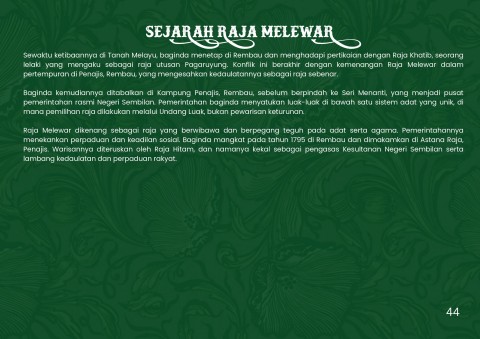 SEJARAH RAJA MELEWAR
Sewaktu ketibaannya di Tanah Melayu, baginda menetap di Rembau dan menghadapi pertikaian dengan Raja Khatib, seorang
lelaki yang mengaku sebagai raja utusan Pagaruyung. Konflik ini berakhir dengan kemenangan Raja Melewar dalam
pertempuran di Penajis, Rembau, yang mengesahkan kedaulatannya sebagai raja sebenar.
Baginda kemudiannya ditabalkan di Kampung Penajis, Rembau, sebelum berpindah ke Seri Menanti, yang menjadi pusat
pemerintahan rasmi Negeri Sembilan. Pemerintahan baginda menyatukan luak-luak di bawah satu sistem adat yang unik, di
mana pemilihan raja dilakukan melalui Undang Luak, bukan pewarisan keturunan.
Raja Melewar dikenang sebagai raja yang berwibawa dan berpegang teguh pada adat serta agama. Pemerintahannya
menekankan perpaduan dan keadilan sosial. Baginda mangkat pada tahun 1795 di Rembau dan dimakamkan di Astana Raja,
Penajis. Warisannya diteruskan oleh Raja Hitam, dan namanya kekal sebagai pengasas Kesultanan Negeri Sembilan serta
lambang kedaulatan dan perpaduan rakyat.
44